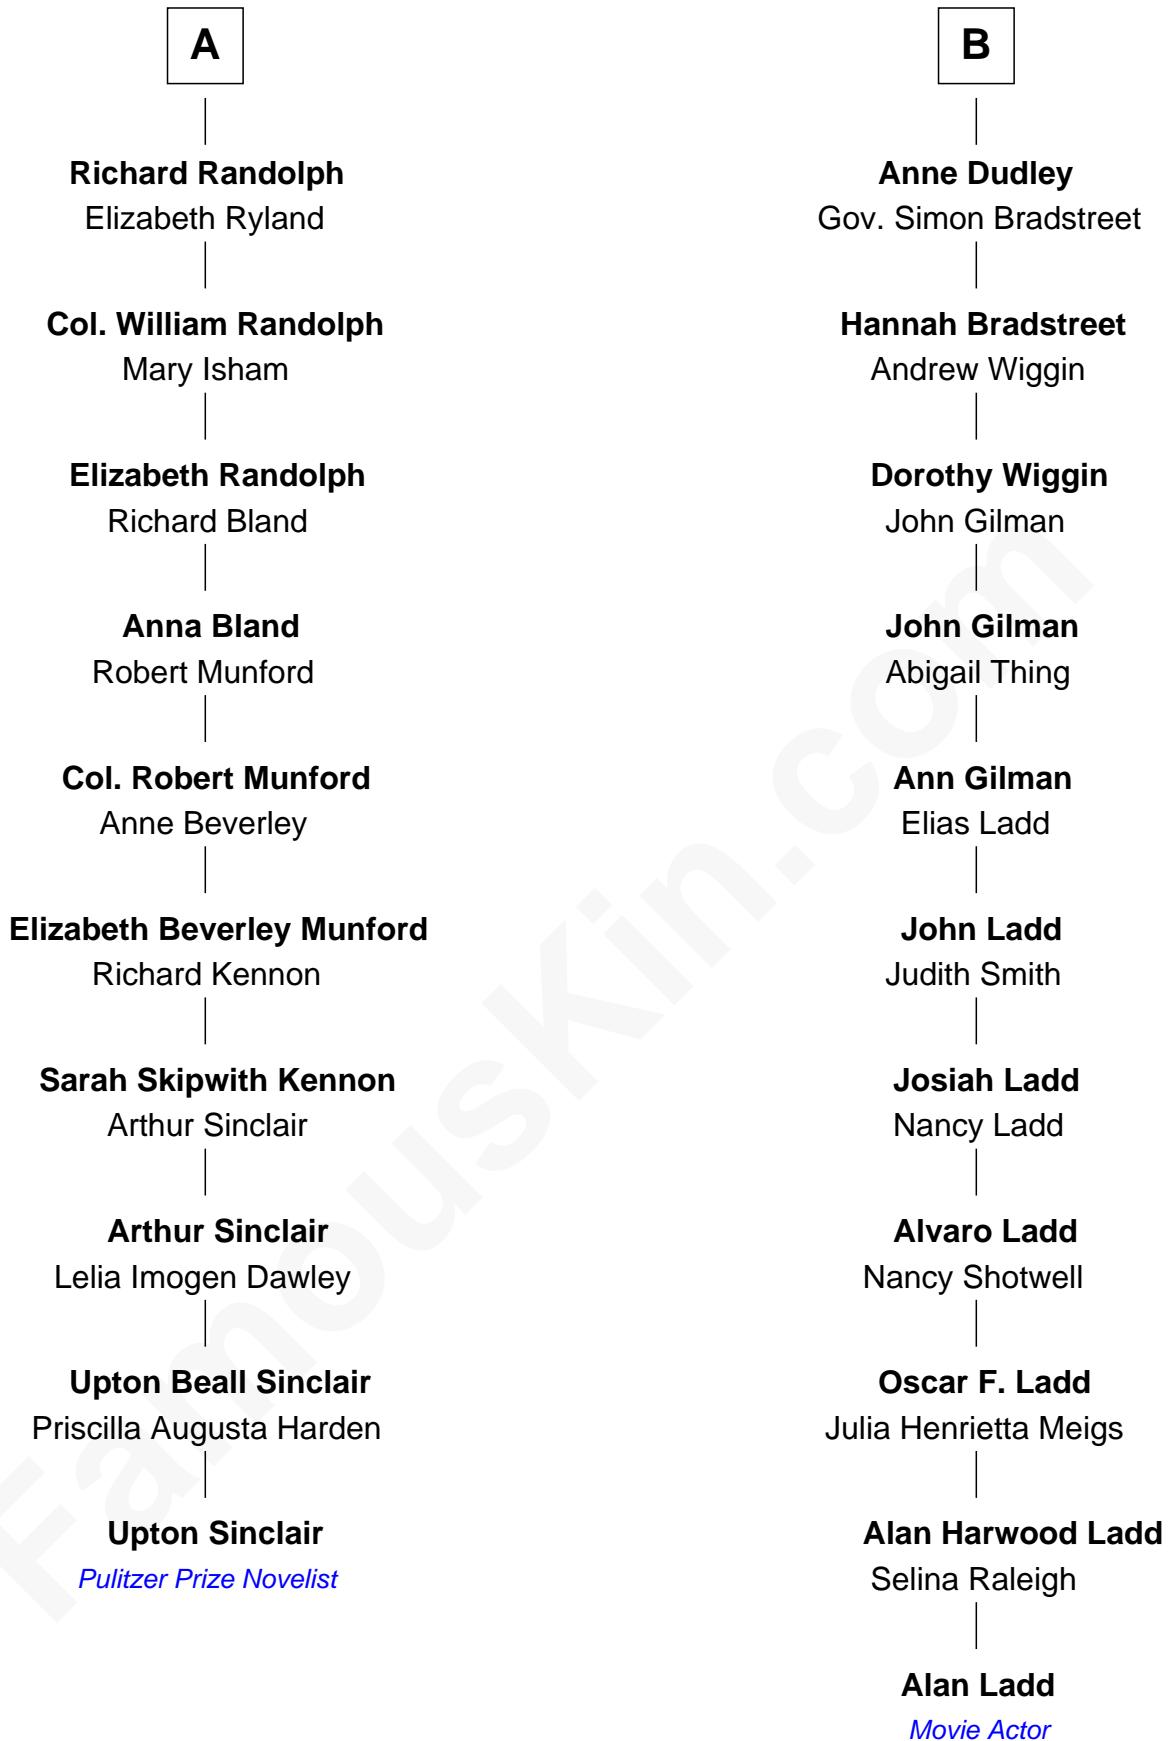 A
Richard Randolph
Elizabeth Ryland
Col. William Randolph
Mary Isham
Elizabeth Randolph
Richard Bland
Anna Bland
Robert Munford
Col. Robert Munford
Anne Beverley
Elizabeth Beverley Munford
Richard Kennon
Sarah Skipwith Kennon
Arthur Sinclair
Arthur Sinclair
Lelia Imogen Dawley
Upton Beall Sinclair
Priscilla Augusta Harden
Upton Sinclair
Pulitzer Prize Novelist
B
Anne Dudley
Gov. Simon Bradstreet
Hannah Bradstreet
Andrew Wiggin
Dorothy Wiggin
John Gilman
John Gilman
Abigail Thing
Ann Gilman
Elias Ladd
John Ladd
Judith Smith
Josiah Ladd
Nancy Ladd
Alvaro Ladd
Nancy Shotwell
Oscar F. Ladd
Julia Henrietta Meigs
Alan Harwood Ladd
Selina Raleigh
Alan Ladd
Movie Actor
FamousKin.com